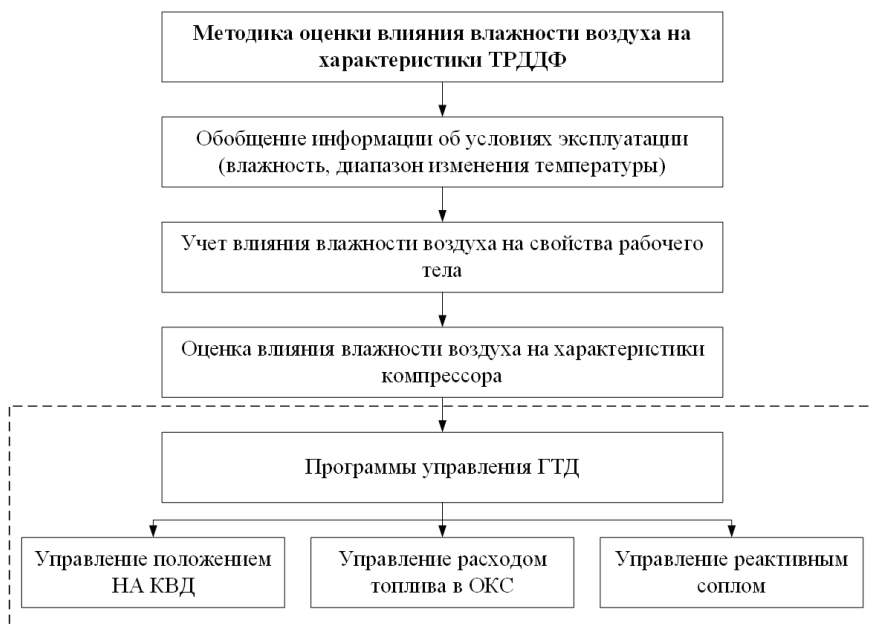 Методика оценки влияния влажности воздуха на
характеристики ТРДДФ
Обобщение информации об условиях эксплуатации
(влажность, диапазон изменения температуры)
Учет влияния влажности воздуха на свойства рабочего
тела
Оценка влияния влажности воздуха на характеристики
компрессора
Программы управления ГТД
Управление положением
НА КВД
Управление расходом
топлива в ОКС
Управление реактивным
соплом